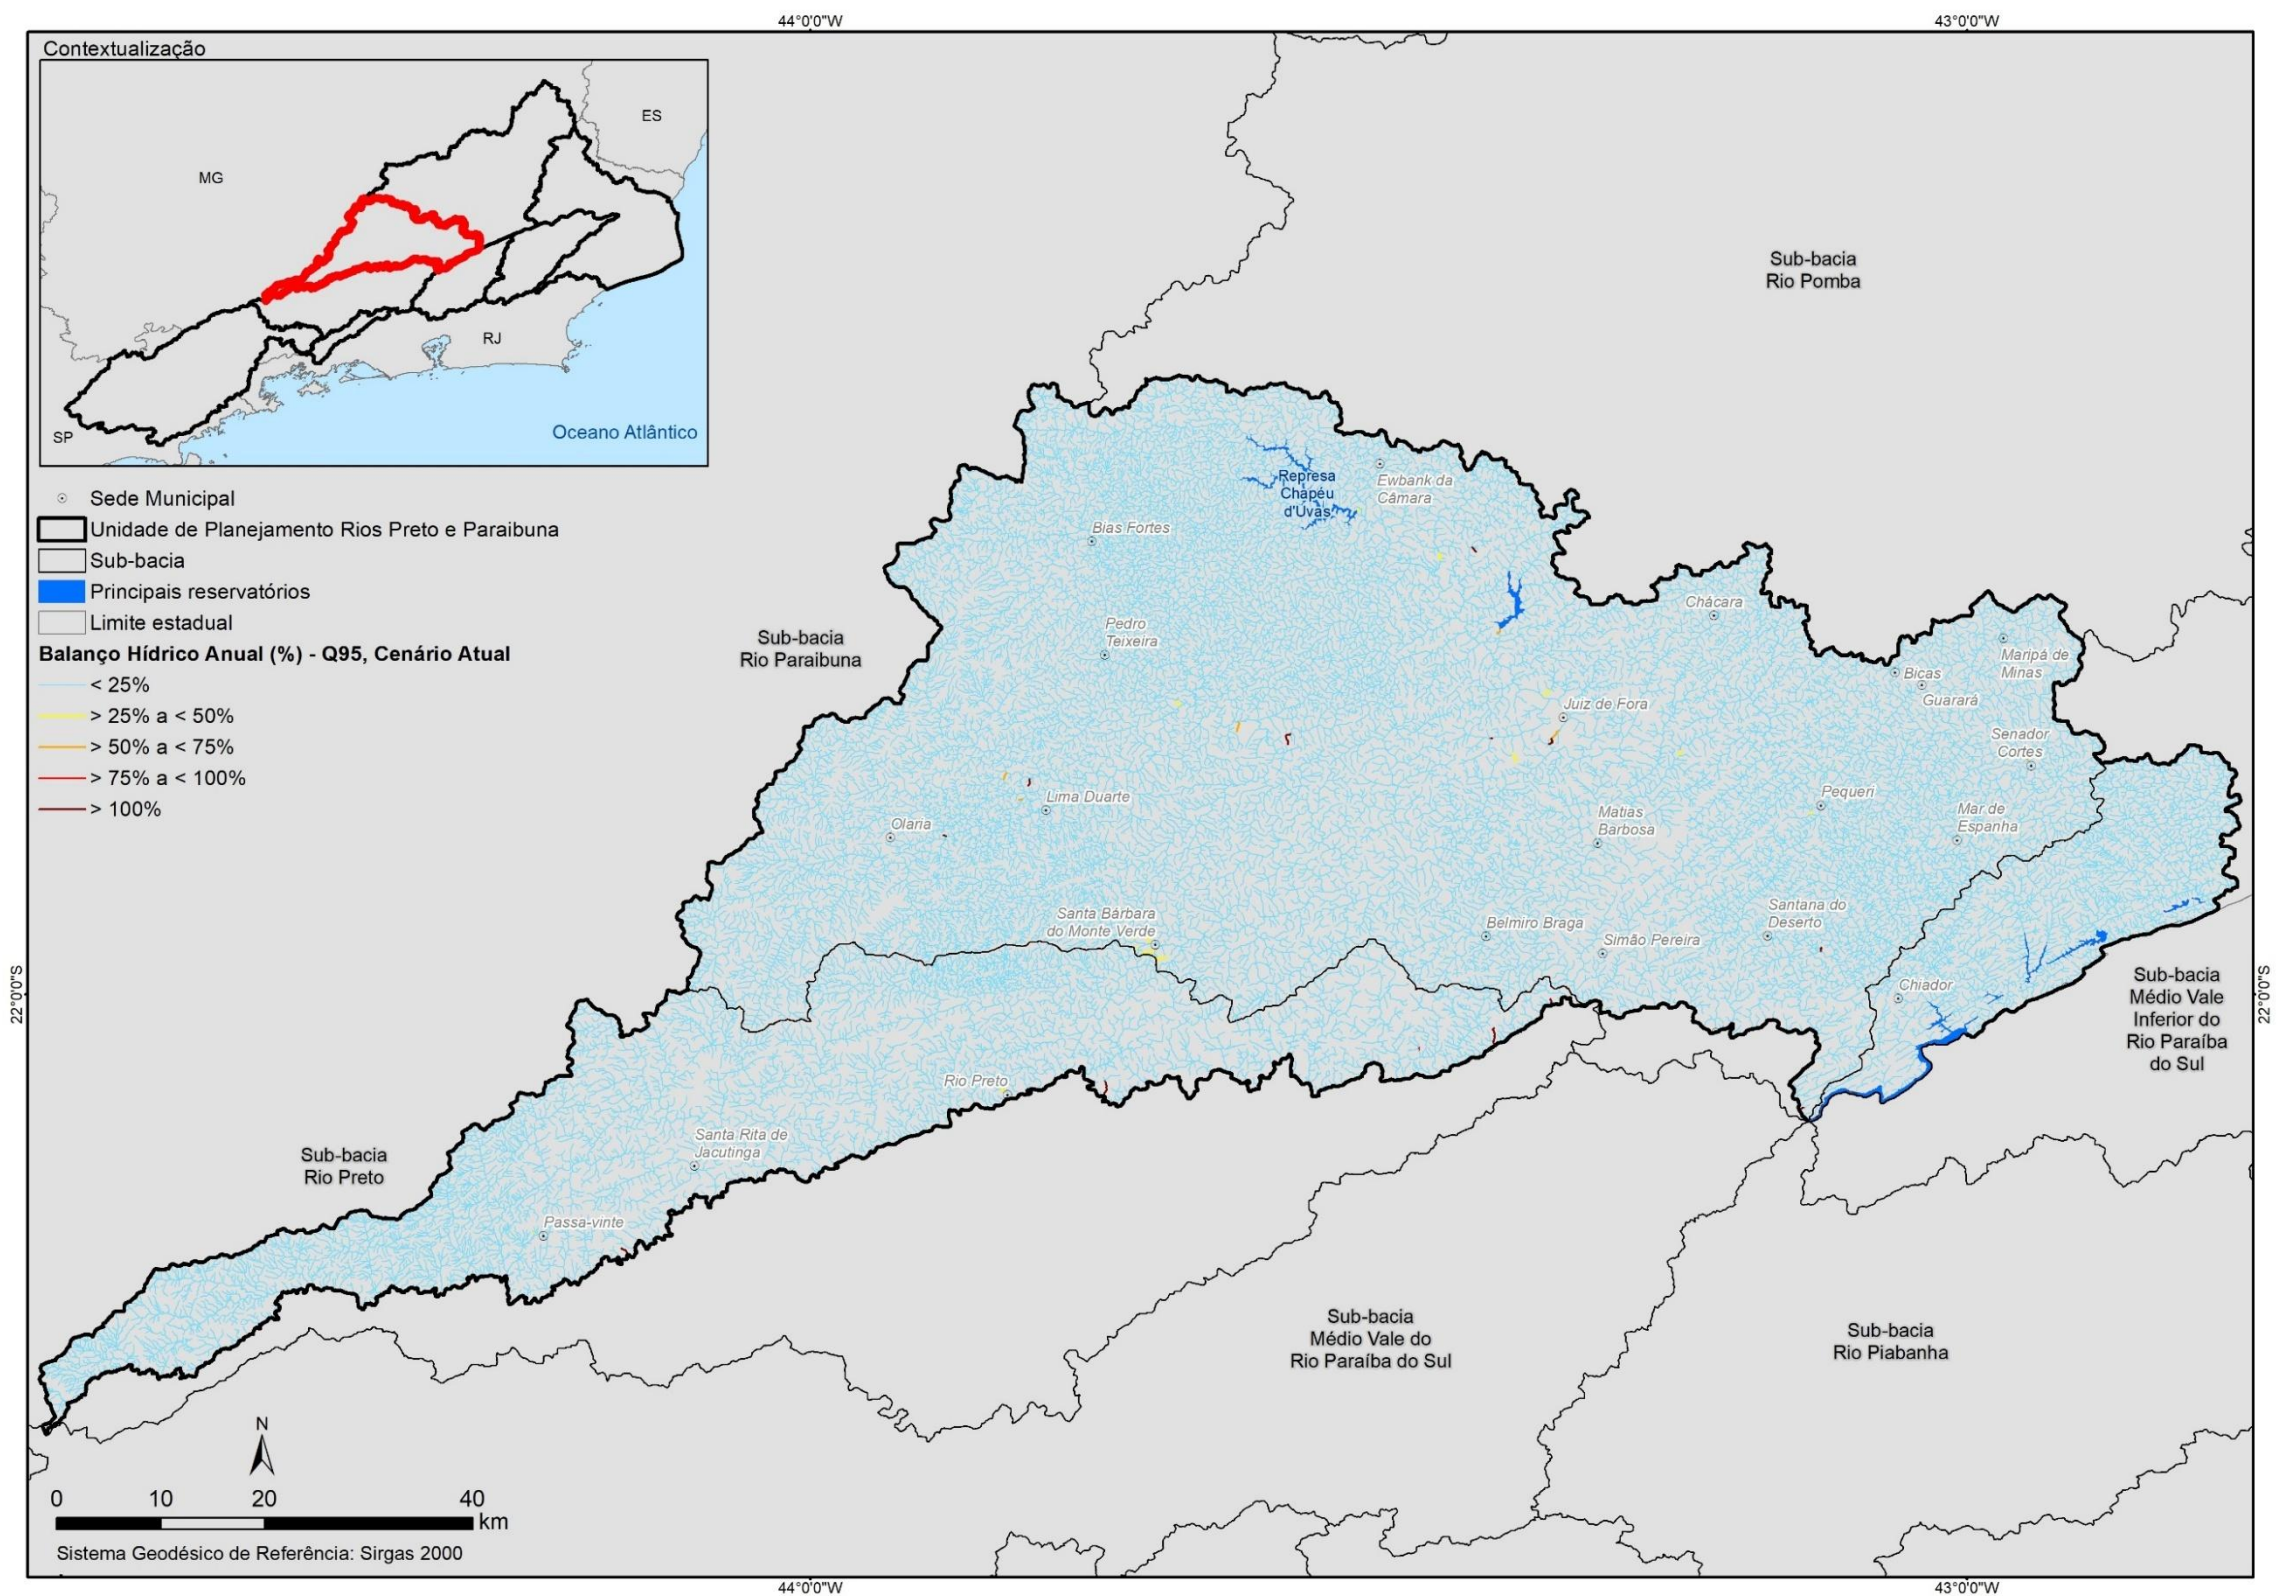 44°0'0"W
43°0'0"W
Contextualização
ES
MG
RJ
SP
Oceano Atlântico
Sede Municipal
Unidade de Planejamento Rios Preto e Paraibuna
Sub-bacia
Principais reservatórios
Limite estadual
Balanço Hídrico Anual (%) - Q95, Cenário Atual
< 25%
> 25% a < 50%
> 50% a < 75%
> 75% a < 100%
> 100%
Sub-bacia
Rio Pomba
Represa
Chapéu
d'Uvas
Ewbank da
Câmara
Bias Fortes
Chácara
Pedro
Teixeira
Sub-bacia
Rio Paraibuna
Maripá de
Minas
Bicas
Guarará
Juiz de Fora
Senador
Cortes
Lima Duarte
Olaria
Matias
Barbosa
Pequeri
Mar de
Espanha
Santa Bárbara
do Monte Verde
Belmiro Braga
Simão Pereira
Santana do
Deserto
Chiador
22°0'0"S
22°0'0"S
Sub-bacia
Médio Vale
Inferior do
Rio Paraíba
do Sul
Rio Preto
Santa Rita de
Jacutinga
Sub-bacia
Rio Preto
Passa-vinte
Sub-bacia
Médio Vale do
Rio Paraíba do Sul
Sub-bacia
Rio Piabanha
N
0 10 20 40
km
Sistema Geodésico de Referência: Sirgas 2000
44°0'0"W
43°0'0"W